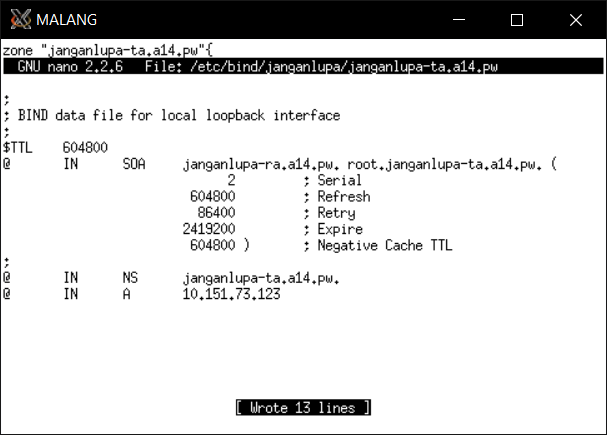 MALANG
zone "janganlupa-ta.a14.pw"{
GNU nano 2.2.6   File: /etc/bind/janganlupa/janganlupa-ta.a14.pw
;
; BIND data file for local loopback interface
;
$TTL    604800
@       IN      SOA     janganlupa-ra.a14.pw. root.janganlupa-ta.a14.pw. (
                              2         ; Serial
                         604800         ; Refresh
                          86400         ; Retry
                        2419200         ; Expire
                         604800 )       ; Negative Cache TTL
;
@       IN      NS      janganlupa-ta.a14.pw.
@       IN      A       10.151.73.123
[ Wrote 13 lines ]